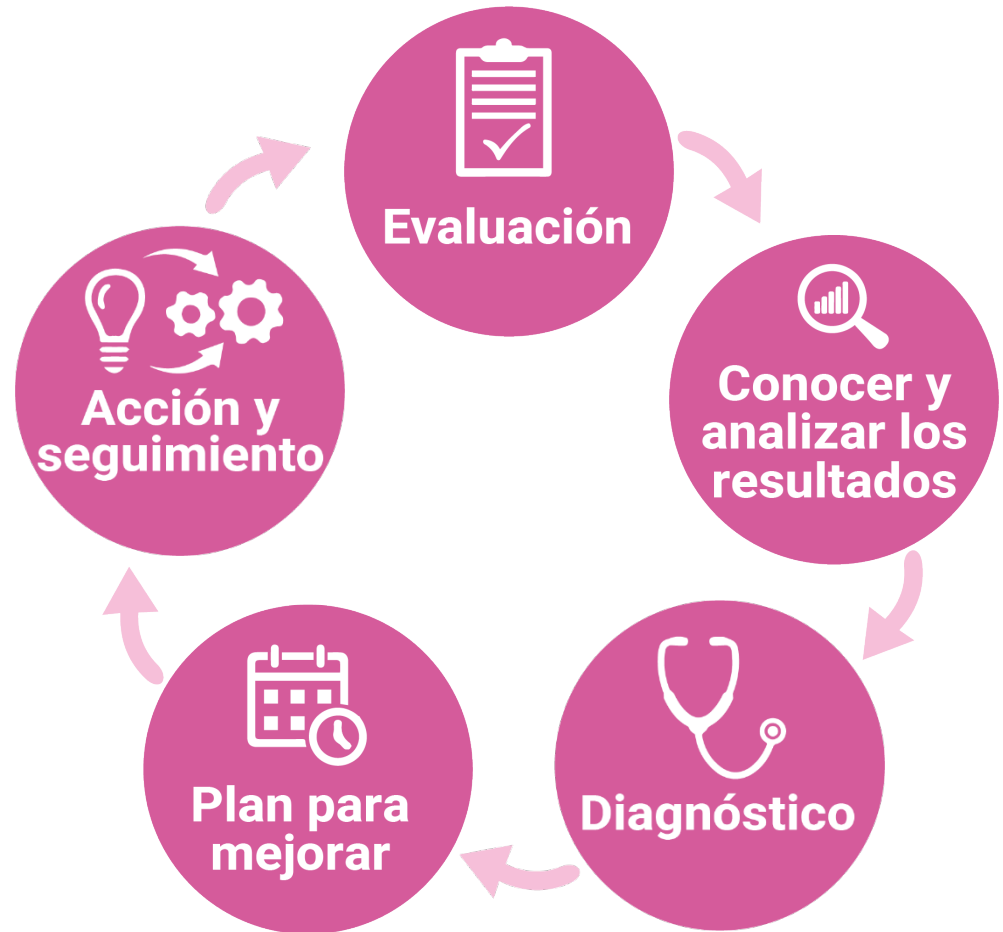 Evaluación
Conocer y
analizar los
resultados
Diagnóstico
Plan para
mejorar
Acción y
seguimiento